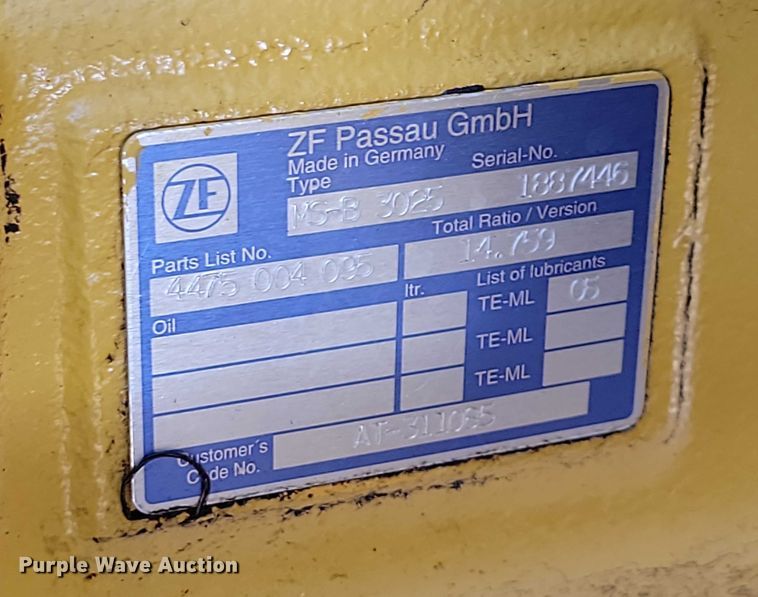 ZF Passau GmbH
Made in Germany
ZF
Type
Serial-No.
MS-B 3025
1887446
Parts List No.
Total Ratio / Version
4475 004 095
14.759
Oil
ltr.
List of lubricants
TE-ML 05
TE-ML
TE-ML
Customer's
Code No.
AT-311065
Purple Wave Auction